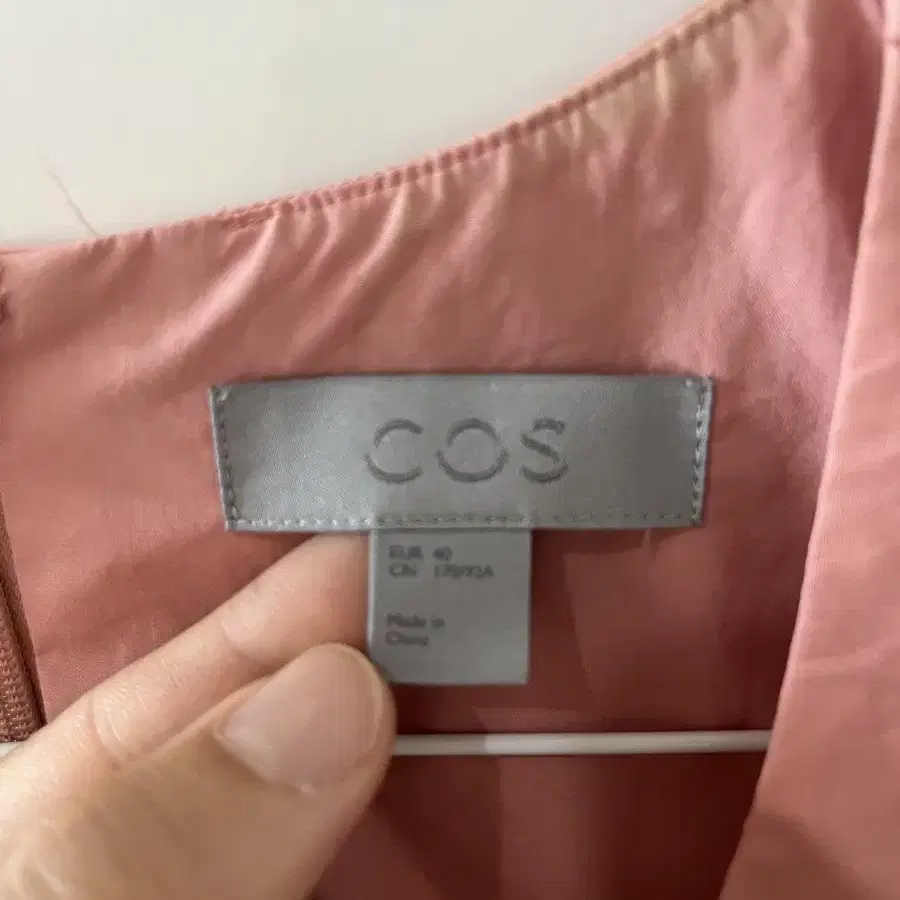 COS
EUR 40
CN 170/92A
Made in
China